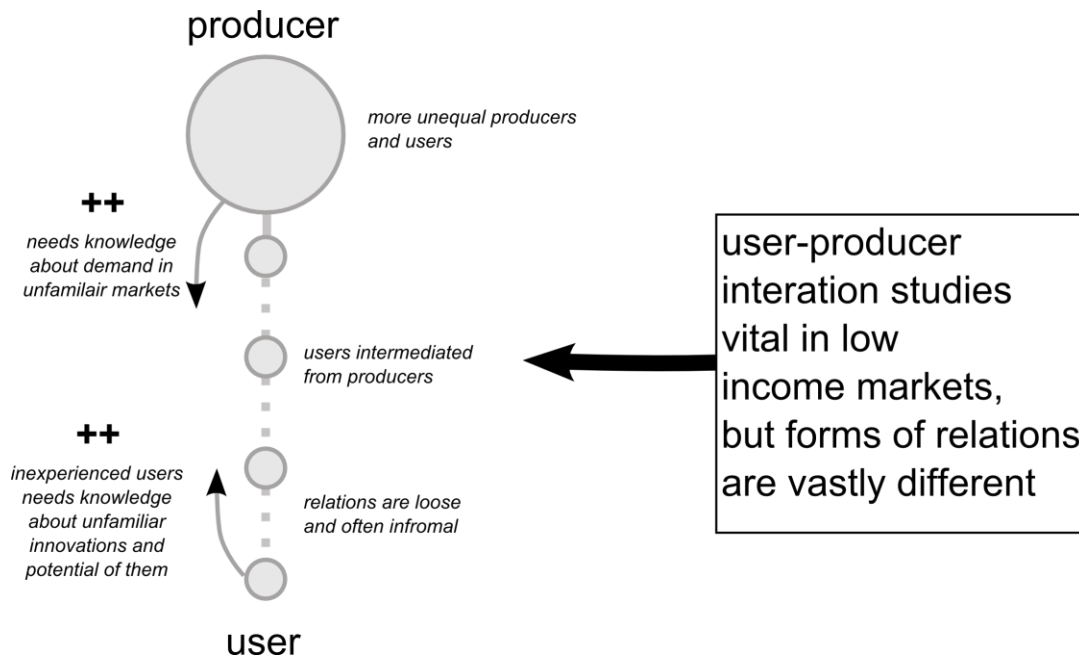 producer
more unequal producers
and users
++
needs knowledge
about demand in
unfamilair markets
users intermediated
from producers
++
inexperienced users
needs knowledge
about unfamiliar
innovations and
potential of them
relations are loose
and often infromal
user
user-producer
interation studies
vital in low
income markets,
but forms of relations
are vastly different